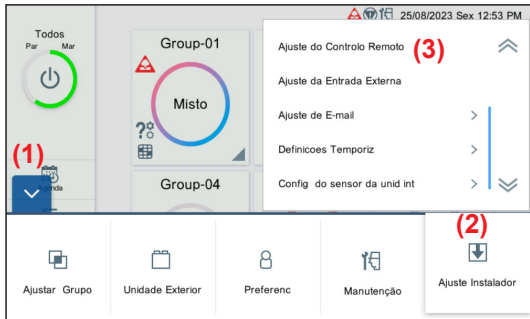 25/08/2023 Sex 12:53 PM
Todos
Par Mar
Group-01
Misto
Group-04
(1)
Ajuste do Controlo Remoto
(3)
Ajuste da Entrada Externa
Ajuste de E-mail
Definicoes Temporiz
Config do sensor da unid int
(2)
Ajustar Grupo
Unidade Exterior
Preferenc
Manutenção
Ajuste Instalador